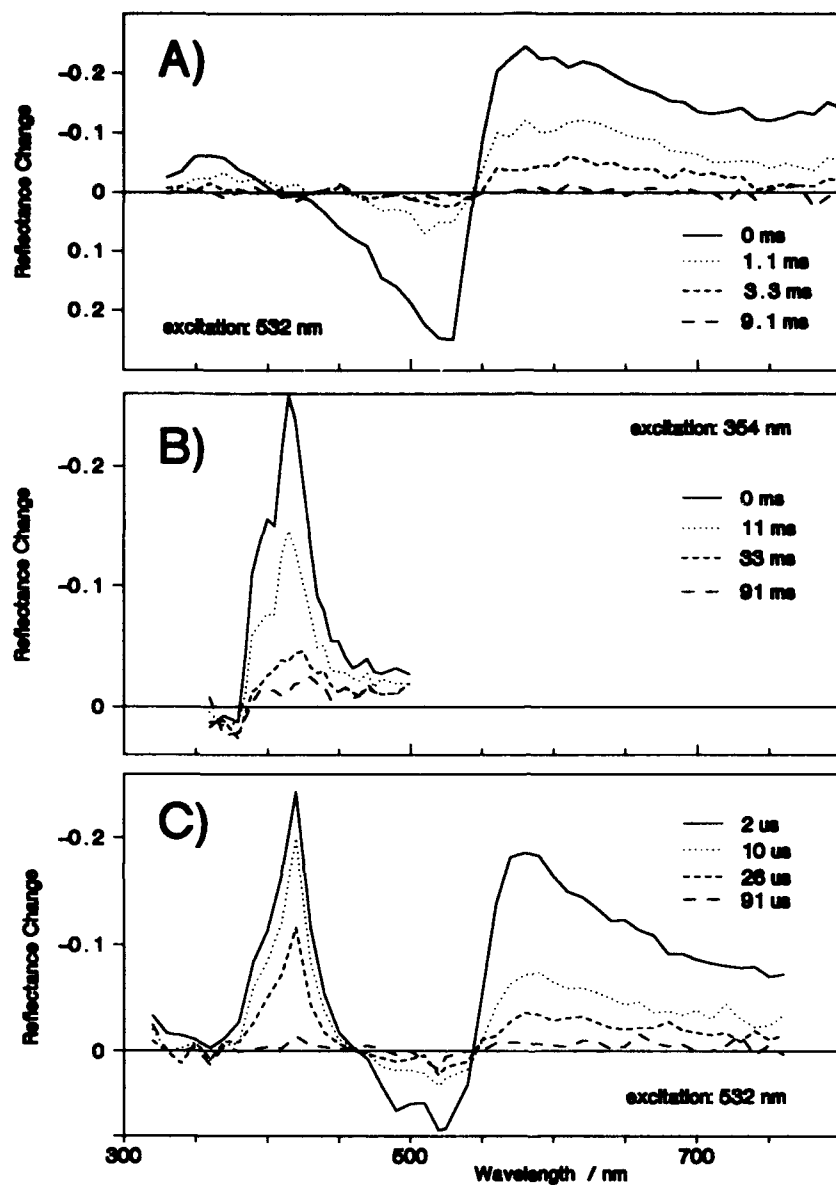 A)
-0.2
-0.1
0
0.1
0.2
Reflectance Change
0 ms
1.1 ms
3.3 ms
9.1 ms
excitation: 532 nm
B)
excitation: 354 nm
-0.2
-0.1
0
Reflectance Change
0 ms
11 ms
33 ms
91 ms
C)
-0.2
-0.1
0
Reflectance Change
2 us
10 us
26 us
91 us
excitation: 532 nm
300
500
700
Wavelength / nm